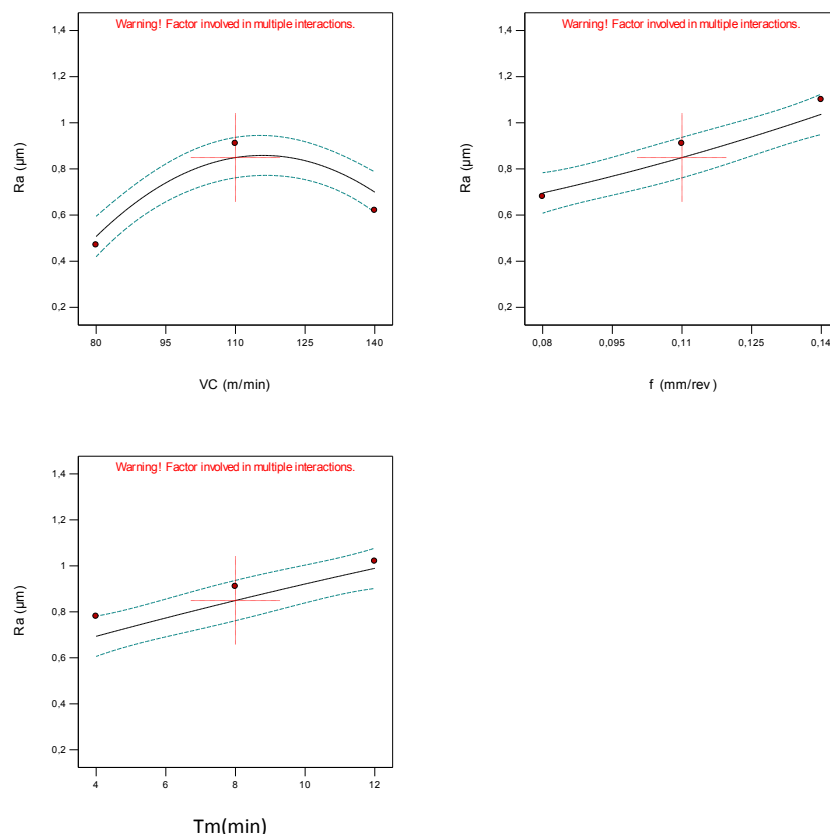 Warning! Factor involved in multiple interactions.
1,4
1,2
1
0,8
0,6
0,4
0,2
Ra (µm)
80 95 110 125 140
VC (m/min)
Warning! Factor involved in multiple interactions.
1,4
1,2
1
0,8
0,6
0,4
0,2
Ra (µm)
0,08 0,095 0,11 0,125 0,14
f (mm/rev)
Warning! Factor involved in multiple interactions.
1,4
1,2
1
0,8
0,6
0,4
0,2
Ra (µm)
4 6 8 10 12
Tm(min)